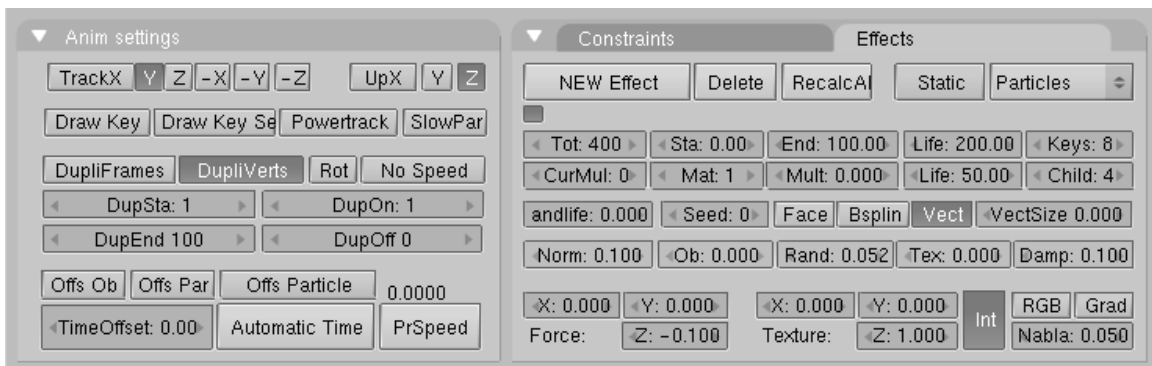 Anim settings
TrackX Y Z -X -Y -Z UpX Y Z
Draw Key Draw Key Se Powertrack SlowPar
DupliFrames DupliVerts Rot No Speed
DupSta: 1 DupOn: 1
DupEnd 100 DupOff 0
Offs Ob Offs Par Offs Particle 0.0000
TimeOffset: 0.00 Automatic Time PrSpeed
Constraints Effects
NEW Effect Delete RecalcAl Static Particles
Tot: 400 Sta: 0.00 End: 100.00 Life: 200.00 Keys: 8
CurMul: 0 Mat: 1 Mult: 0.000 Life: 50.00 Child: 4
andlife: 0.000 Seed: 0 Face Bsplin Vect VectSize 0.000
Norm: 0.100 Ob: 0.000 Rand: 0.052 Tex: 0.000 Damp: 0.100
X: 0.000 Y: 0.000 X: 0.000 Y: 0.000 Int RGB Grad
Force: Z: -0.100 Texture: Z: 1.000 Nabla: 0.050